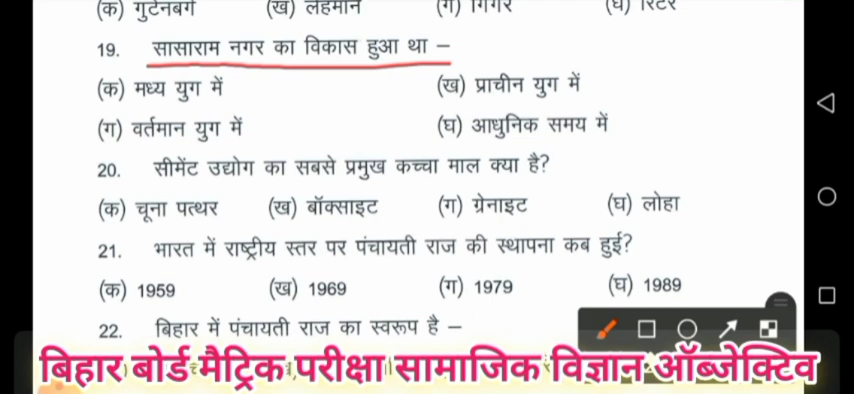 (क) गुटेनबर्ग (ख) लेहमान (ग) गिगर (घ) रिटर
19. सासाराम नगर का विकास हुआ था –
(क) मध्य युग में (ख) प्राचीन युग में
(ग) वर्तमान युग में (घ) आधुनिक समय में
20. सीमेंट उद्योग का सबसे प्रमुख कच्चा माल क्या है?
(क) चूना पत्थर (ख) बॉक्साइट (ग) ग्रेनाइट (घ) लोहा
21. भारत में राष्ट्रीय स्तर पर पंचायती राज की स्थापना कब हुई?
(क) 1959 (ख) 1969 (ग) 1979 (घ) 1989
22. बिहार में पंचायती राज का स्वरूप है –
बिहार बोर्ड मैट्रिक परीक्षा सामाजिक विज्ञान ऑब्जेक्टिव